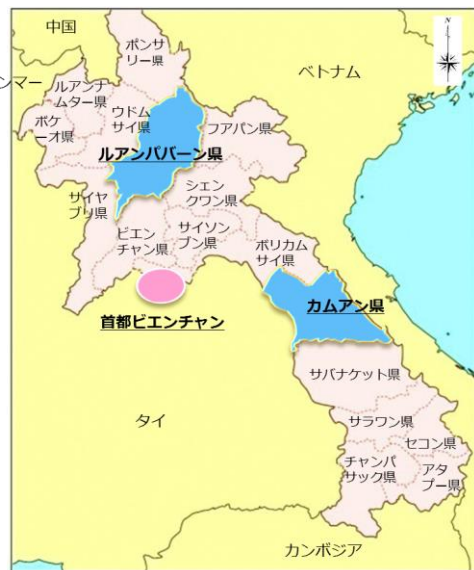 中国
N
ポンサ
リー県
ンマー
ベトナム
ルアンナ
ムター県
ウドム
サイ県
ボケ
ーオ県
フアパン県
ルアンパバーン県
シェン
クワン県
サイヤ
ブリ県
ビエン
チャン県
サイソン
ブン県
ボリカム
サイ県
カムアン県
首都ビエンチャン
サバナケット県
タイ
サラワン県
セコン県
チャンパ
サック県
アタ
プー県
カンボジア